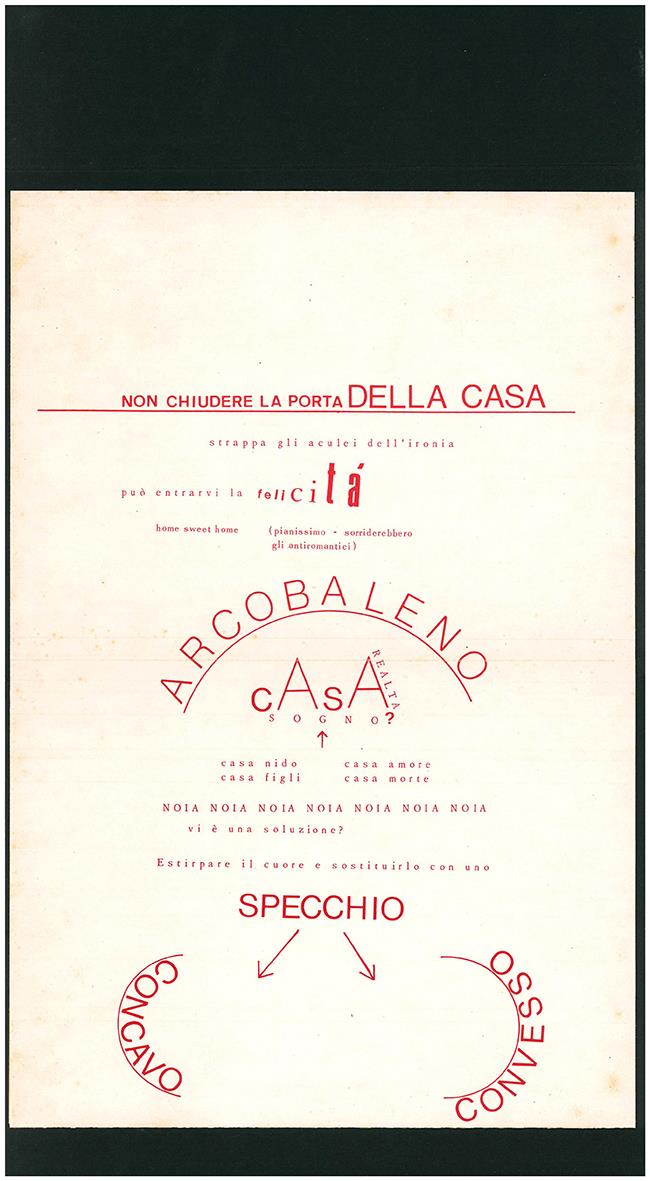 NON CHIUDERE LA PORTA DELLA CASA
strappa gli aculei dell'ironia
può entrarvi la felicitá
home sweet home (pianissimo - sorriderebbero
gli antiromantici)
ARCOBALENO
cAsA REALTA
SOGNO?
casa nido casa amore
casa figli casa morte
NOIA NOIA NOIA NOIA NOIA NOIA NOIA
vi è una soluzione?
Estirpare il cuore e sostituirlo con uno
SPECCHIO
CONCAVO
CONVESSO